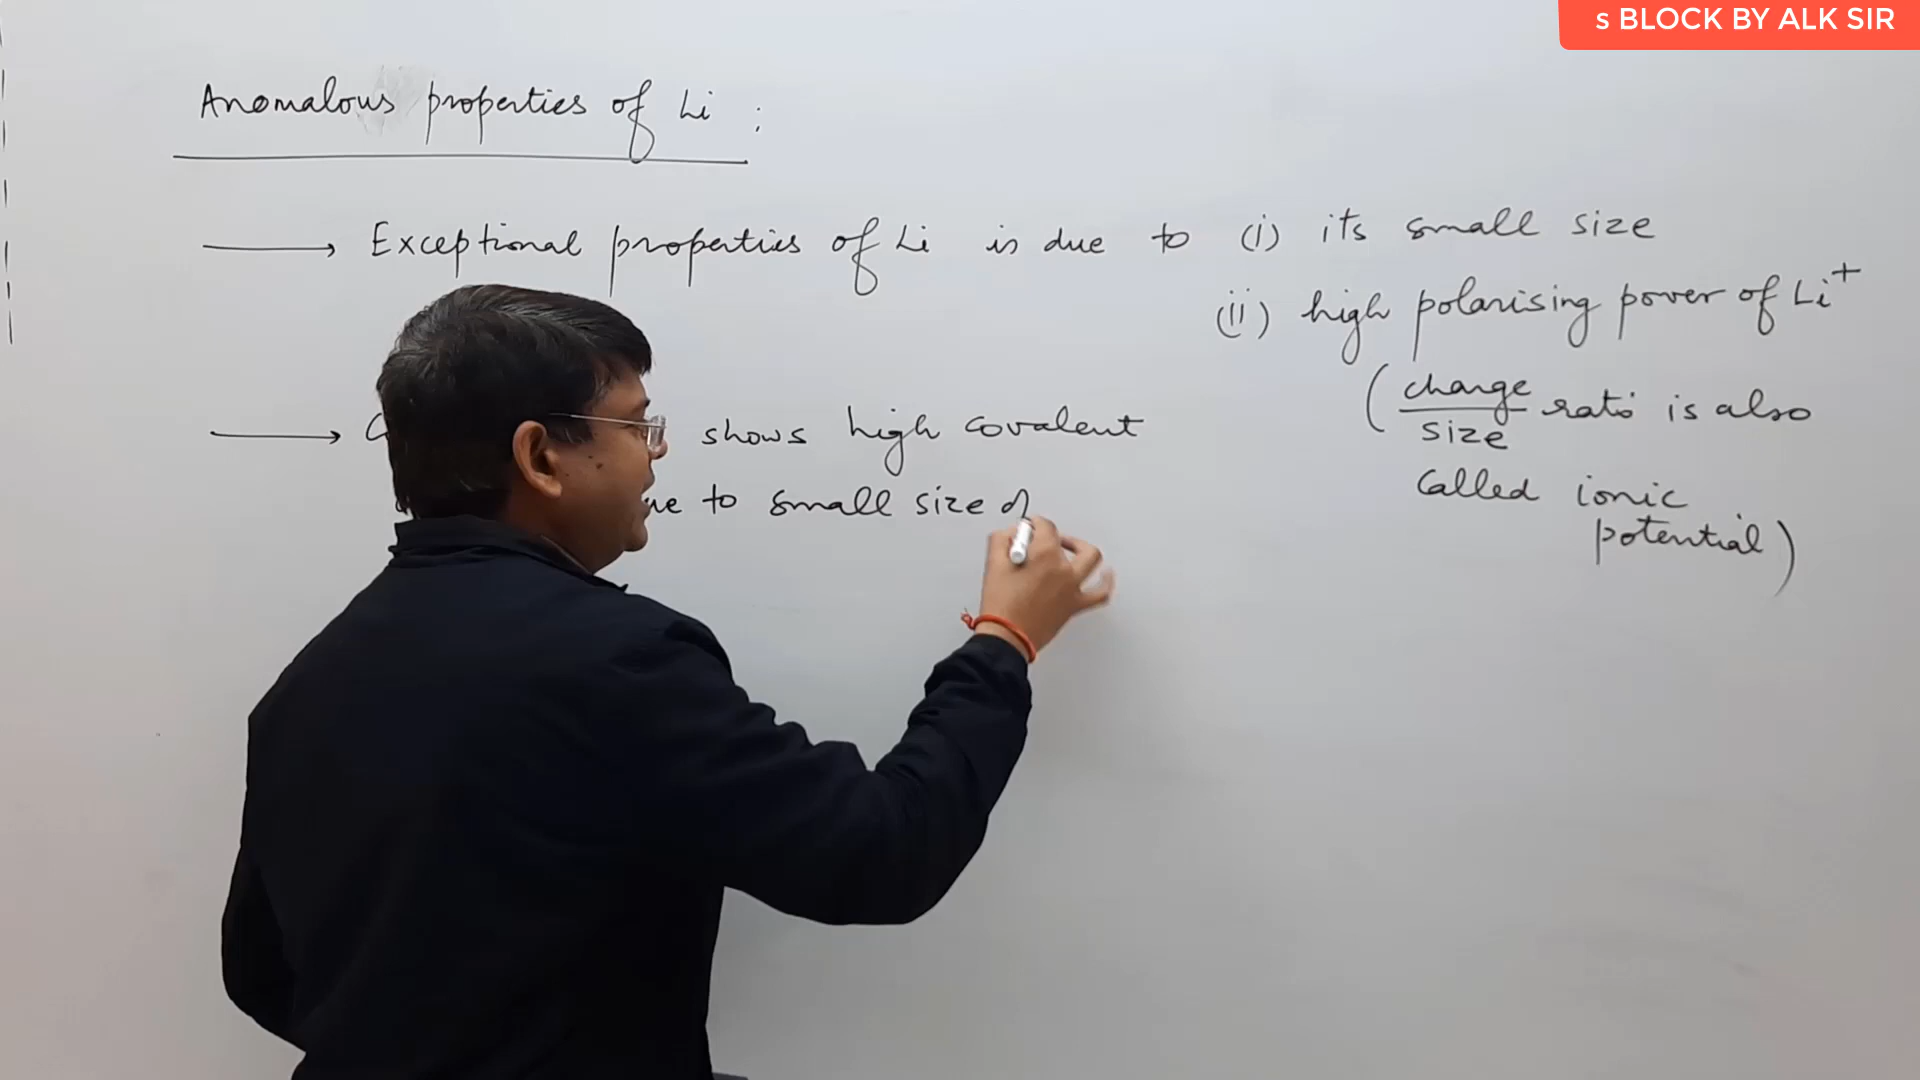 s BLOCK BY ALK SIR
Anomalous properties of Li :
→ Exceptional properties of Li is due to (i) its small size
(ii) high polarising power of Li⁺
(charge/size ratio is also
called ionic
potential)
→ shows high covalent
to small size of